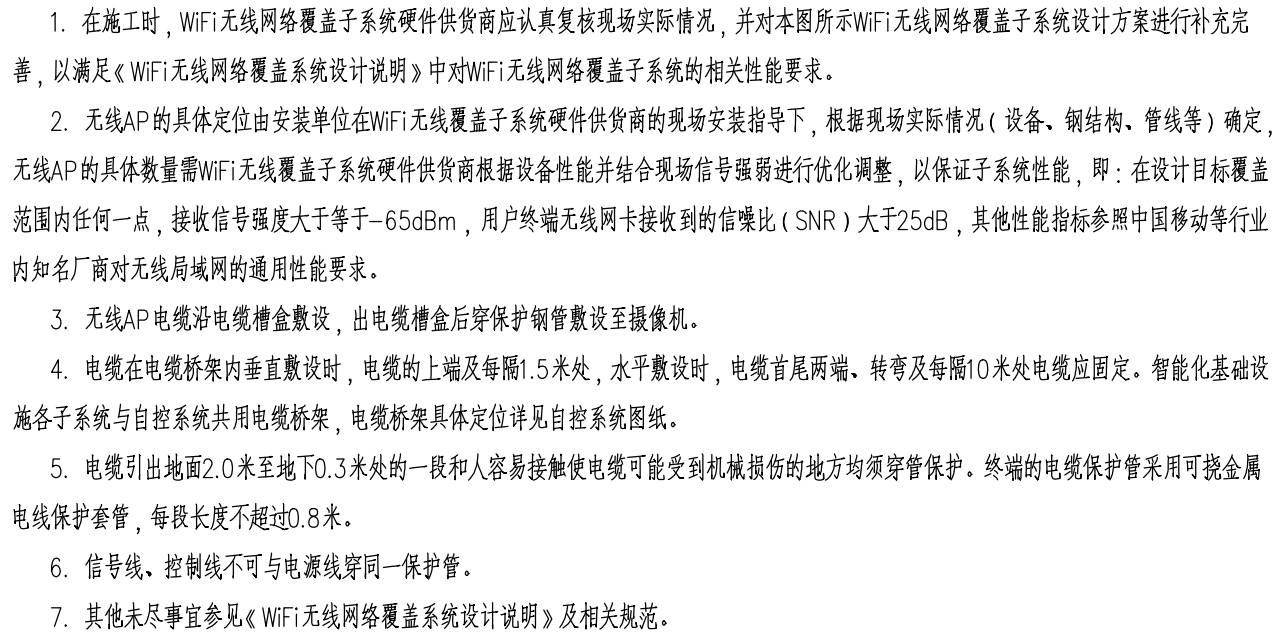 1. 在施工时，WiFi无线网络覆盖子系统硬件供货商应认真复核现场实际情况，并对本图所示WiFi无线网络覆盖子系统设计方案进行补充完
善，以满足《WiFi无线网络覆盖系统设计说明》中对WiFi无线网络覆盖子系统的相关性能要求。
2. 无线AP的具体定位由安装单位在WiFi无线覆盖子系统硬件供货商的现场安装指导下，根据现场实际情况（设备、钢结构、管线等）确定，
无线AP的具体数量需WiFi无线覆盖子系统硬件供货商根据设备性能并结合现场信号强弱进行优化调整，以保证子系统性能，即：在设计目标覆盖
范围内任何一点，接收信号强度大于等于-65dBm，用户终端无线网卡接收到的信噪比（SNR）大于25dB，其他性能指标参照中国移动等行业
内知名厂商对无线局域网的通用性能要求。
3. 无线AP电缆沿电缆槽盒敷设，出电缆槽盒后穿保护钢管敷设至摄像机。
4. 电缆在电缆桥架内垂直敷设时，电缆的上端及每隔1.5米处，水平敷设时，电缆首尾两端、转弯及每隔10米处电缆应固定。智能化基础设
施各子系统与自控系统共用电缆桥架，电缆桥架具体定位详见自控系统图纸。
5. 电缆引出地面2.0米至地下0.3米处的一段和人容易接触使电缆可能受到机械损伤的地方均须穿管保护。终端的电缆保护管采用可挠金属
电线保护套管，每段长度不超过0.8米。
6. 信号线、控制线不可与电源线穿同一保护管。
7. 其他未尽事宜参见《WiFi无线网络覆盖系统设计说明》及相关规范。